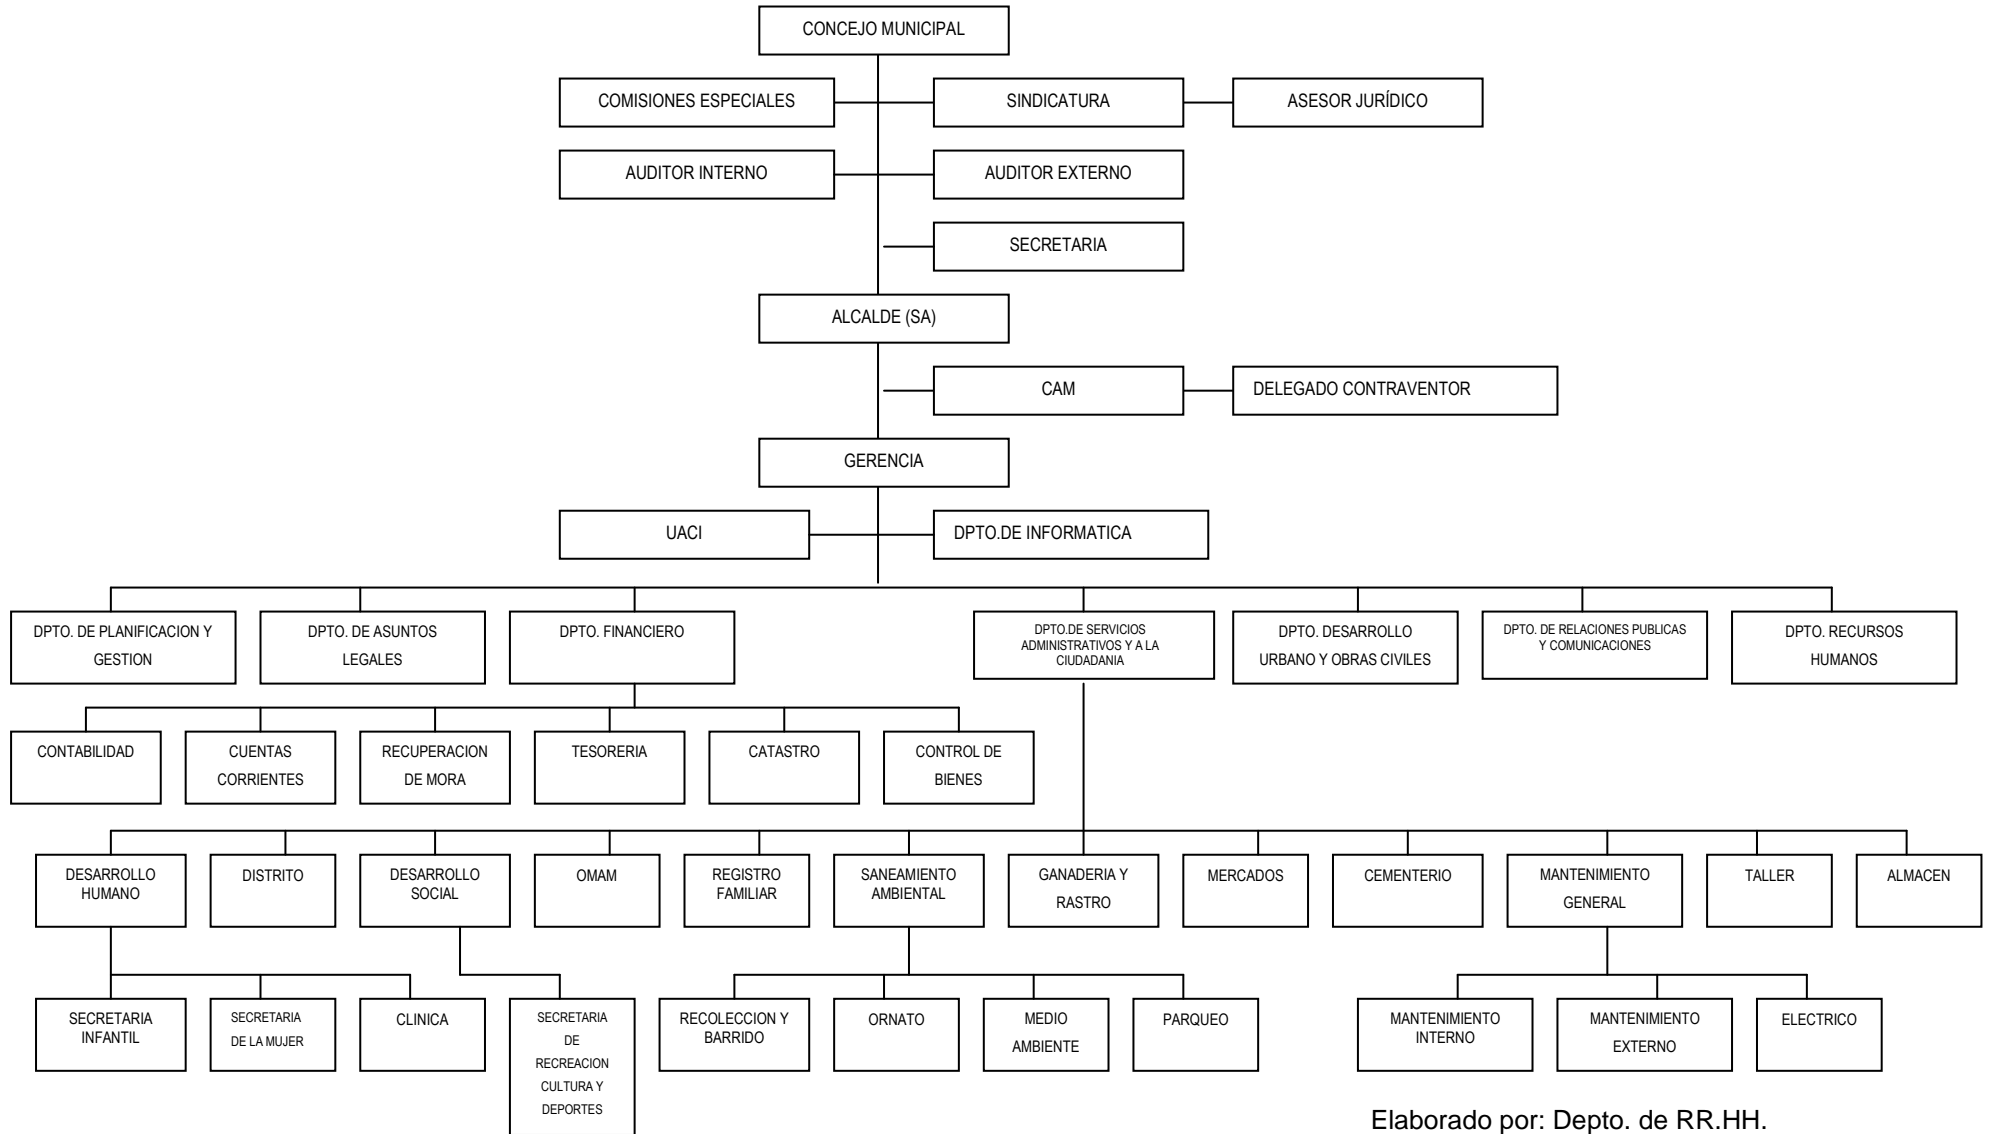 CONCEJO MUNICIPAL
COMISIONES ESPECIALES
SINDICATURA
ASESOR JURÍDICO
AUDITOR INTERNO
AUDITOR EXTERNO
SECRETARIA
ALCALDE (SA)
CAM
DELEGADO CONTRAVENTOR
GERENCIA
UACI
DPTO.DE INFORMATICA
DPTO. DE PLANIFICACION Y
GESTION
DPTO. DE ASUNTOS
LEGALES
DPTO. FINANCIERO
DPTO.DE SERVICIOS
ADMINISTRATIVOS Y A LA
CIUDADANIA
DPTO. DESARROLLO
URBANO Y OBRAS CIVILES
DPTO. DE RELACIONES PUBLICAS
Y COMUNICACIONES
DPTO. RECURSOS
HUMANOS
CONTABILIDAD
CUENTAS
CORRIENTES
RECUPERACION
DE MORA
TESORERIA
CATASTRO
CONTROL DE
BIENES
DESARROLLO
HUMANO
DISTRITO
DESARROLLO
SOCIAL
OMAM
REGISTRO
FAMILIAR
SANEAMIENTO
AMBIENTAL
GANADERIA Y
RASTRO
MERCADOS
CEMENTERIO
MANTENIMIENTO
GENERAL
TALLER
ALMACEN
SECRETARIA
INFANTIL
SECRETARIA
DE LA MUJER
CLINICA
SECRETARIA
DE
RECREACION
CULTURA Y
DEPORTES
RECOLECCION Y
BARRIDO
ORNATO
MEDIO
AMBIENTE
PARQUEO
MANTENIMIENTO
INTERNO
MANTENIMIENTO
EXTERNO
ELECTRICO
Elaborado por: Depto. de RR.HH.